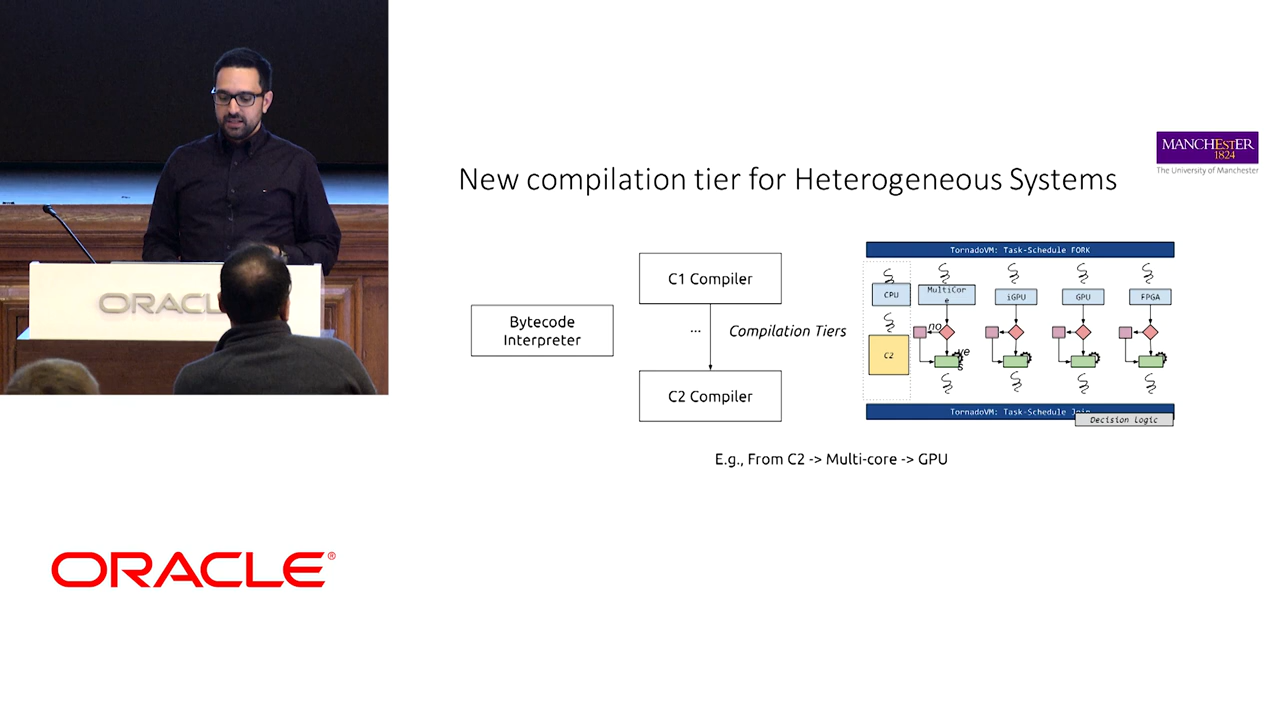 ORACLE
MANCHESTER
1824
The University of Manchester
New compilation tier for Heterogeneous Systems
Bytecode
Interpreter
C1 Compiler
...
Compilation Tiers
C2 Compiler
TornadoVM: Task-Schedule FORK
CPU
MultiCor
e
iGPU
GPU
FPGA
no
ye
s
C2
TornadoVM: Task-Schedule Join
Decision logic
E.g., From C2 -> Multi-core -> GPU
ORACLE®